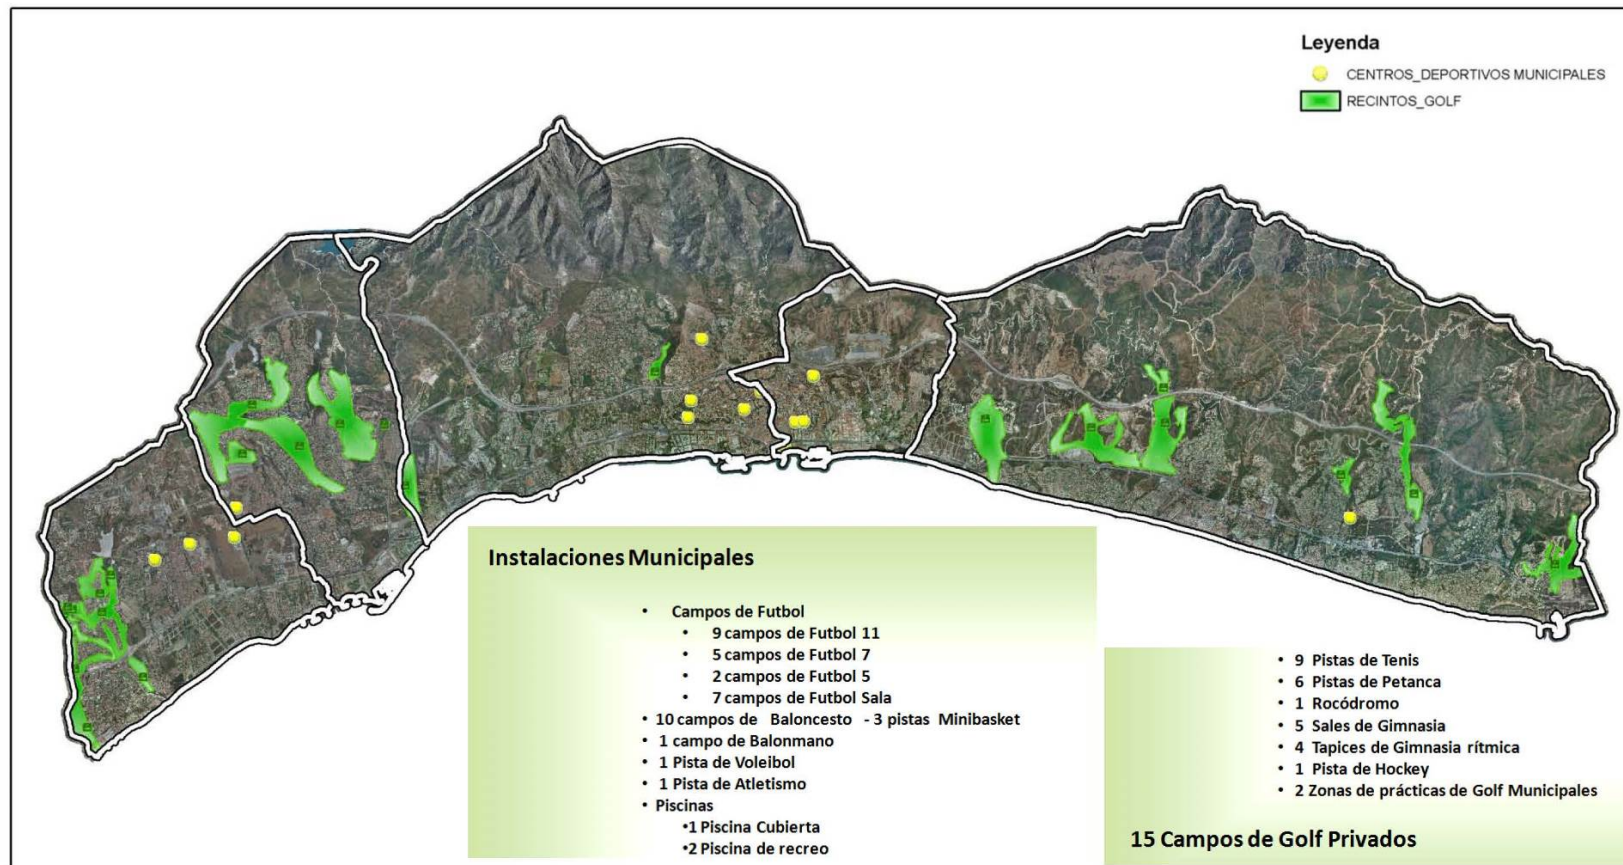 Leyenda
CENTROS_DEPORTIVOS MUNICIPALES
RECINTOS_GOLF
Instalaciones Municipales
• Campos de Futbol
• 9 campos de Futbol 11
• 5 campos de Futbol 7
• 2 campos de Futbol 5
• 7 campos de Futbol Sala
• 10 campos de Baloncesto - 3 pistas Minibasket
• 1 campo de Balonmano
• 1 Pista de Voleibol
• 1 Pista de Atletismo
• Piscinas
•1 Piscina Cubierta
•2 Piscina de recreo
• 9 Pistas de Tenis
• 6 Pistas de Petanca
• 1 Rocódromo
• 5 Sales de Gimnasia
• 4 Tapices de Gimnasia rítmica
• 1 Pista de Hockey
• 2 Zonas de prácticas de Golf Municipales
15 Campos de Golf Privados